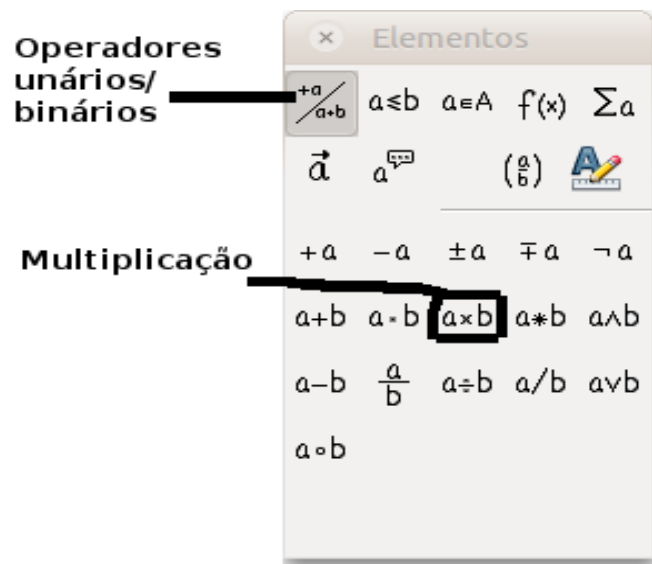 Operadores
unários/
binários
Elementos
+a/a+b a≤b a∈A f(x) Σa
a⃗ a (a/b) A
Multiplicação
+a −a ±a ∓a ¬a
a+b a·b a×b a∗b a∧b
a−b a/b a÷b a/b a∨b
a∘b